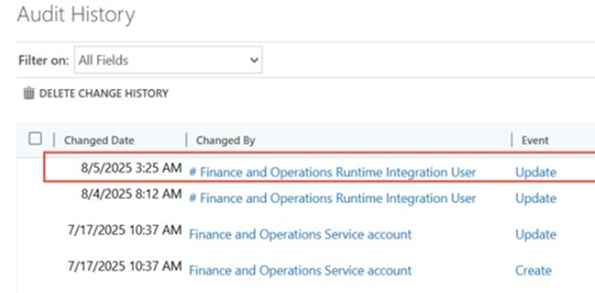 Audit History
Filter on: All Fields
DELETE CHANGE HISTORY
Changed Date Changed By Event
8/5/2025 3:25 AM # Finance and Operations Runtime Integration User Update
8/4/2025 8:12 AM # Finance and Operations Runtime Integration User Update
7/17/2025 10:37 AM Finance and Operations Service account Update
7/17/2025 10:37 AM Finance and Operations Service account Create